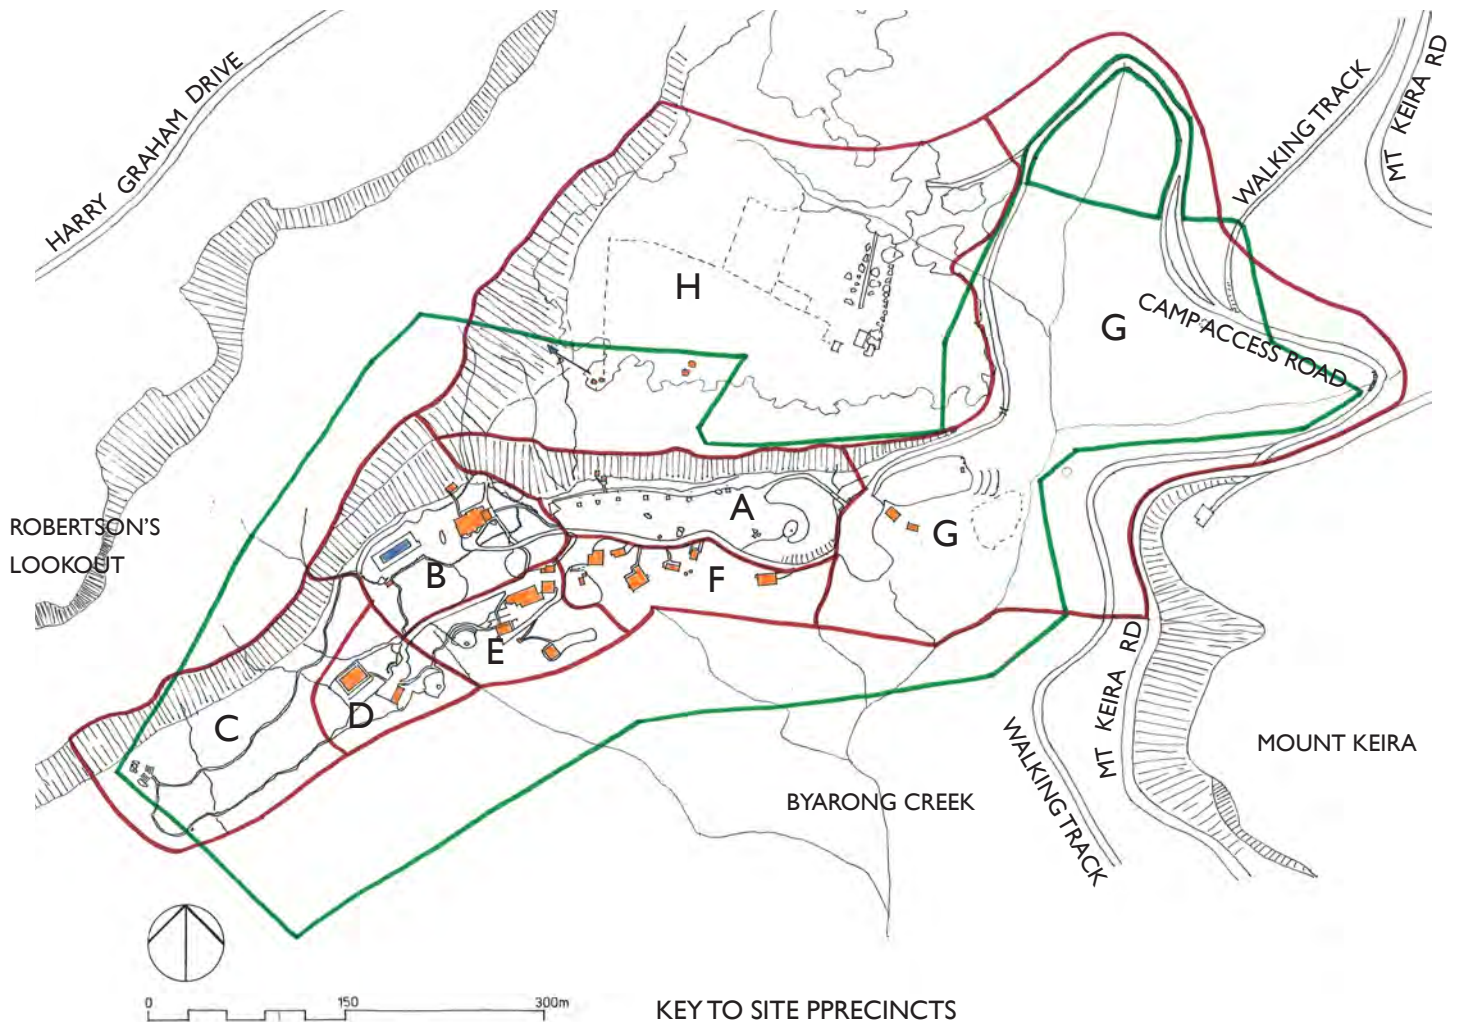 HARRY GRAHAM DRIVE
WALKING TRACK
MT KEIRA RD
H
G
CAMP ACCESS ROAD
ROBERTSON'S
LOOKOUT
A
G
B
F
E
D
C
WALKING TRACK
MT KEIRA RD
MOUNT KEIRA
BYARONG CREEK
0 150 300m
KEY TO SITE PPRECINCTS